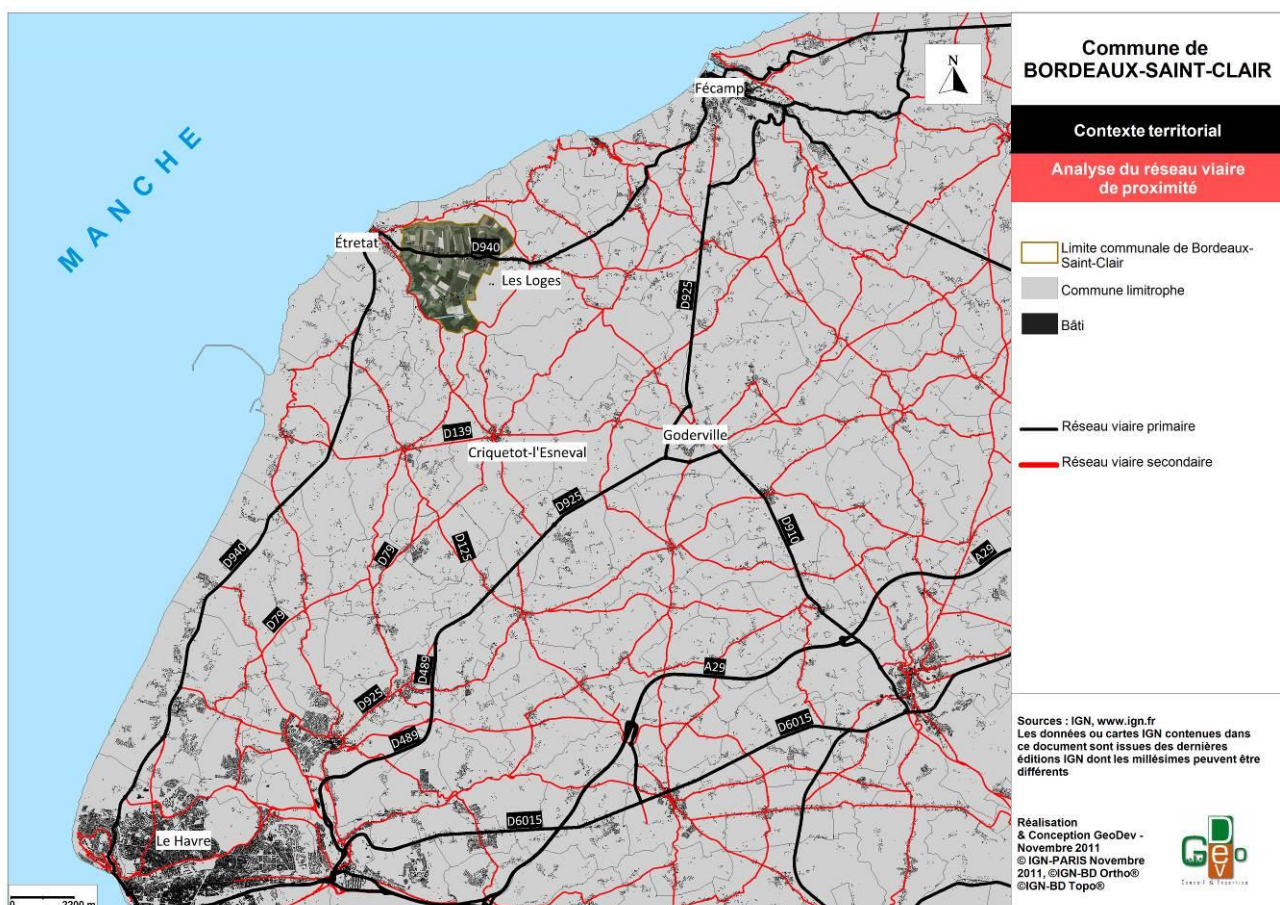 MANCHE
N
Fécamp
Étretat
D940
Les Loges
D925
D139
Criquetot-l'Esneval
Goderville
D925
D940
D79
D125
D910
A29
D79
D489
A29
D925
D489
D6015
D6015
Le Havre
0 2200 m
Commune de
BORDEAUX-SAINT-CLAIR
Contexte territorial
Analyse du réseau viaire
de proximité
Limite communale de Bordeaux-
Saint-Clair
Commune limitrophe
Bâti
Réseau viaire primaire
Réseau viaire secondaire
Sources : IGN, www.ign.fr
Les données ou cartes IGN contenues dans
ce document sont issues des dernières
éditions IGN dont les millésimes peuvent être
différents
Réalisation
& Conception GeoDev -
Novembre 2011
© IGN-PARIS Novembre
2011, ©IGN-BD Ortho®
©IGN-BD Topo®
GeoDev
Conseil & Expertise